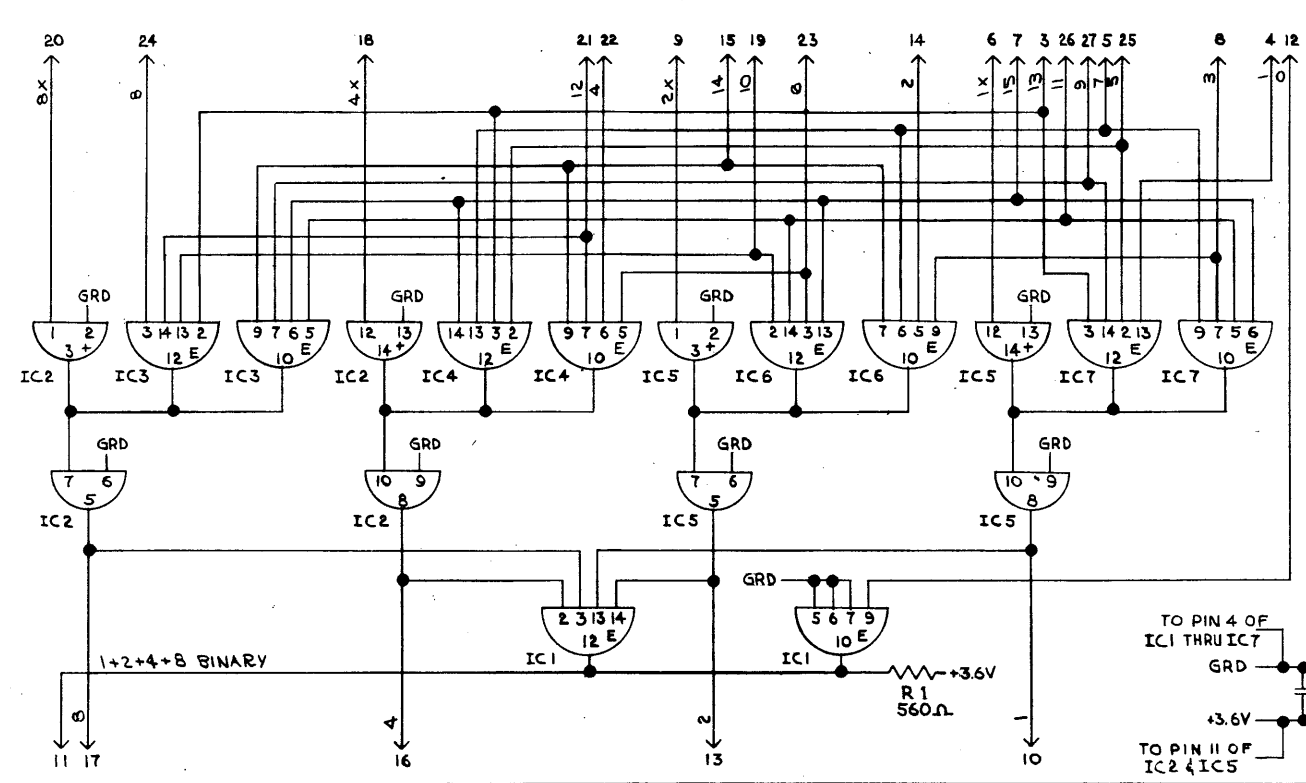 20 24 18 21 22 9 15 19 23 14 6 7 3 26 27 5 25 8 4 12
8X 8 4X 12 4 2X 14 10 6 2 1X 15 13 11 9 7 5 3 1 0
GRD GRD GRD GRD
1 2 3 14 13 2 9 7 6 5 12 13 14 13 3 2 9 7 6 5 1 2 2 14 3 13 7 6 5 9 12 13 3 14 2 13 9 7 5 6
3 + 12 E 10 E 14 + 12 E 10 E 3 + 12 E 10 E 14 + 12 E 10 E
IC2 IC3 IC3 IC2 IC4 IC4 IC5 IC6 IC6 IC5 IC7 IC7
GRD GRD GRD GRD
7 6 10 9 7 6 10 9
5 8 5 8
IC2 IC2 IC5 IC5
GRD
2 3 13 14 5 6 7 9
12 E 10 E
IC1 IC1
1+2+4+8 BINARY
+3.6V
R1
560Ω
TO PIN 4 OF
IC1 THRU IC7
GRD
+3.6V
TO PIN 11 OF
IC2 & IC5
8 4 2 1
11 17 16 13 10